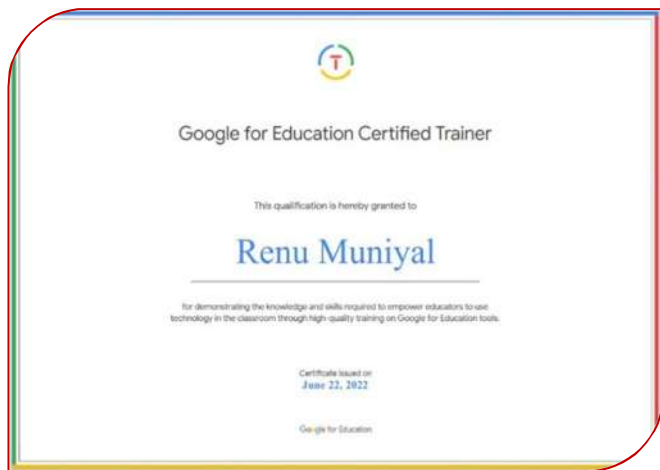 T
Google for Education Certified Trainer
This qualification is hereby granted to
Renu Muniyal
for demonstrating the knowledge and skills required to empower educators to use
technology in the classroom through high-quality training on Google for Education tools.
Certificate issued on
June 22, 2022
Google for Education